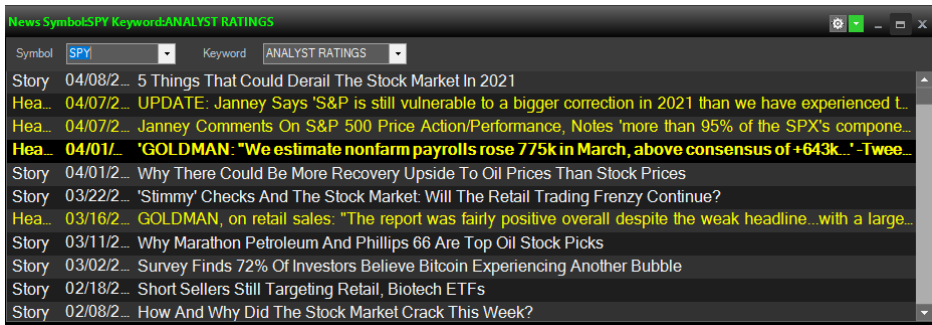 News Symbol:SPY Keyword:ANALYST RATINGS
Symbol SPY Keyword ANALYST RATINGS
Story 04/08/2... 5 Things That Could Derail The Stock Market In 2021
Hea... 04/07/2... UPDATE: Janney Says 'S&P is still vulnerable to a bigger correction in 2021 than we have experienced t...
Hea... 04/07/2... Janney Comments On S&P 500 Price Action/Performance, Notes 'more than 95% of the SPX's compone...
Hea... 04/01/... 'GOLDMAN: "We estimate nonfarm payrolls rose 775k in March, above consensus of +643k...' -Twee...
Story 04/01/2... Why There Could Be More Recovery Upside To Oil Prices Than Stock Prices
Story 03/22/2... 'Stimmy' Checks And The Stock Market: Will The Retail Trading Frenzy Continue?
Hea... 03/16/2... GOLDMAN, on retail sales: "The report was fairly positive overall despite the weak headline...with a large...
Story 03/11/2... Why Marathon Petroleum And Phillips 66 Are Top Oil Stock Picks
Story 03/02/2... Survey Finds 72% Of Investors Believe Bitcoin Experiencing Another Bubble
Story 02/18/2... Short Sellers Still Targeting Retail, Biotech ETFs
Story 02/08/2... How And Why Did The Stock Market Crack This Week?